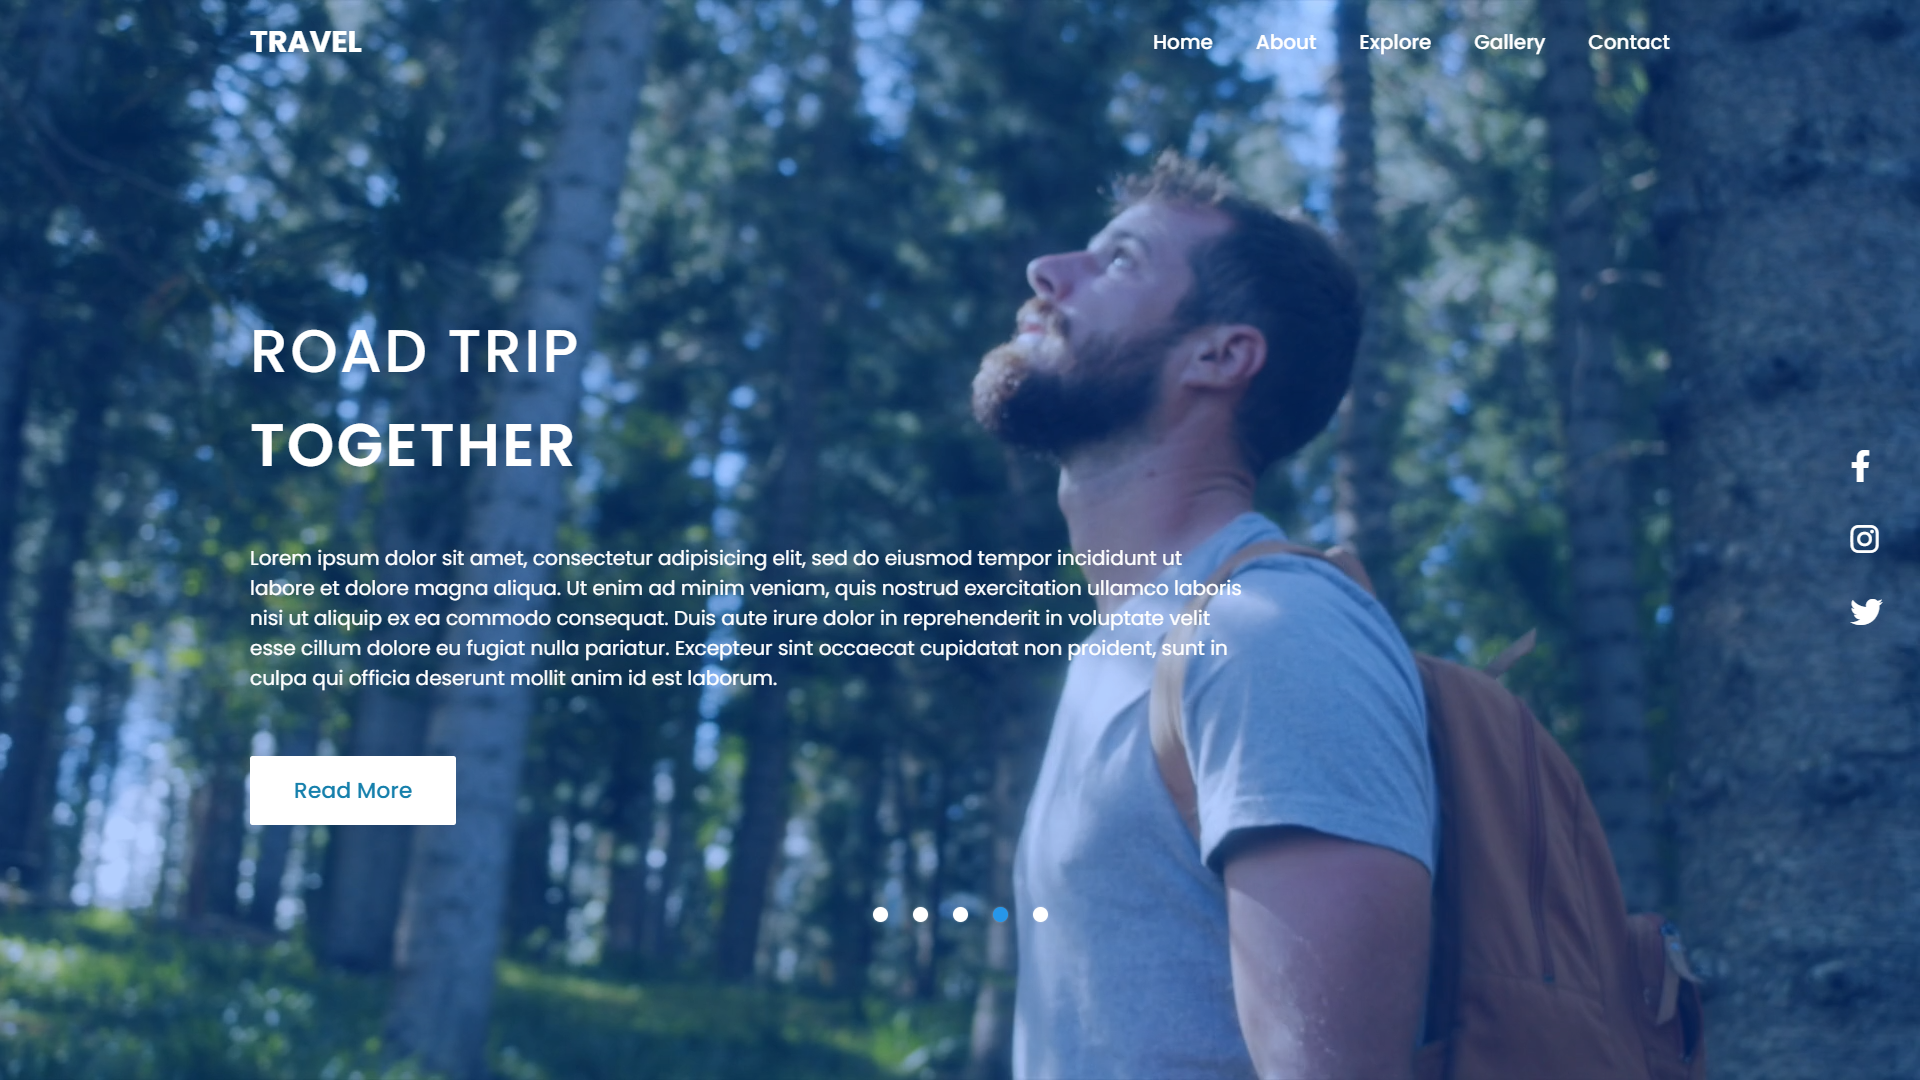 TRAVEL
Home About Explore Gallery Contact
ROAD TRIP
TOGETHER
Lorem ipsum dolor sit amet, consectetur adipisicing elit, sed do eiusmod tempor incididunt ut
labore et dolore magna aliqua. Ut enim ad minim veniam, quis nostrud exercitation ullamco laboris
nisi ut aliquip ex ea commodo consequat. Duis aute irure dolor in reprehenderit in voluptate velit
esse cillum dolore eu fugiat nulla pariatur. Excepteur sint occaecat cupidatat non proident, sunt in
culpa qui officia deserunt mollit anim id est laborum.
Read More